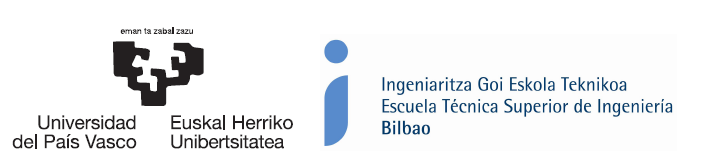 eman ta zabal zazu
Universidad
del País Vasco
Euskal Herriko
Unibertsitatea
Ingeniaritza Goi Eskola Teknikoa
Escuela Técnica Superior de Ingeniería
Bilbao